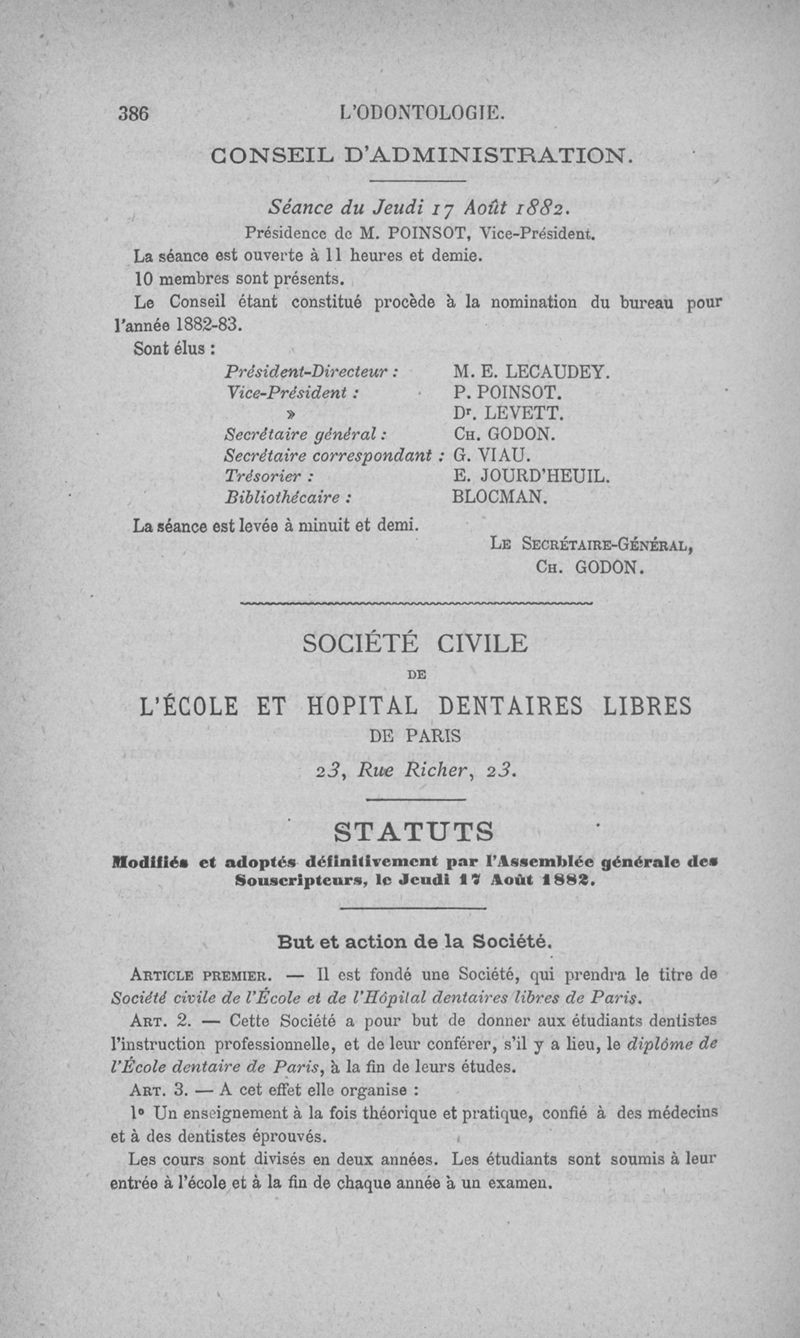 386 L'ODONTOLOGIE.
CONSEIL D'ADMINISTRATION.
Séance du Jeudi 17 Août 1882.
Présidence de M. POINSOT, Vice-Président.
La séance est ouverte à 11 heures et demie.
10 membres sont présents.
Le Conseil étant constitué procède à la nomination du bureau pour
l'année 1882-83.
Sont élus :
Président-Directeur : M. E. LECAUDEY.
Vice-Président : P. POINSOT.
» Dr. LEVETT.
Secrétaire général : CH. GODON.
Secrétaire correspondant : G. VIAU.
Trésorier : E. JOURD'HEUIL.
Bibliothécaire : BLOCMAN.
La séance est levée à minuit et demi.
LE SECRÉTAIRE-GÉNÉRAL,
CH. GODON.
SOCIÉTÉ CIVILE
DE
L'ÉCOLE ET HOPITAL DENTAIRES LIBRES
DE PARIS
23, Rue Richer, 23.
STATUTS
Modifiés et adoptés définitivement par l'Assemblée générale des
Souscripteurs, le Jeudi 17 Août 1882.
But et action de la Société.
ARTICLE PREMIER. — Il est fondé une Société, qui prendra le titre de
Société civile de l'École et de l'Hôpital dentaires libres de Paris.
ART. 2. — Cette Société a pour but de donner aux étudiants dentistes
l'instruction professionnelle, et de leur conférer, s'il y a lieu, le diplôme de
l'École dentaire de Paris, à la fin de leurs études.
ART. 3. — A cet effet elle organise :
1° Un enseignement à la fois théorique et pratique, confié à des médecins
et à des dentistes éprouvés.
Les cours sont divisés en deux années. Les étudiants sont soumis à leur
entrée à l'école et à la fin de chaque année à un examen.